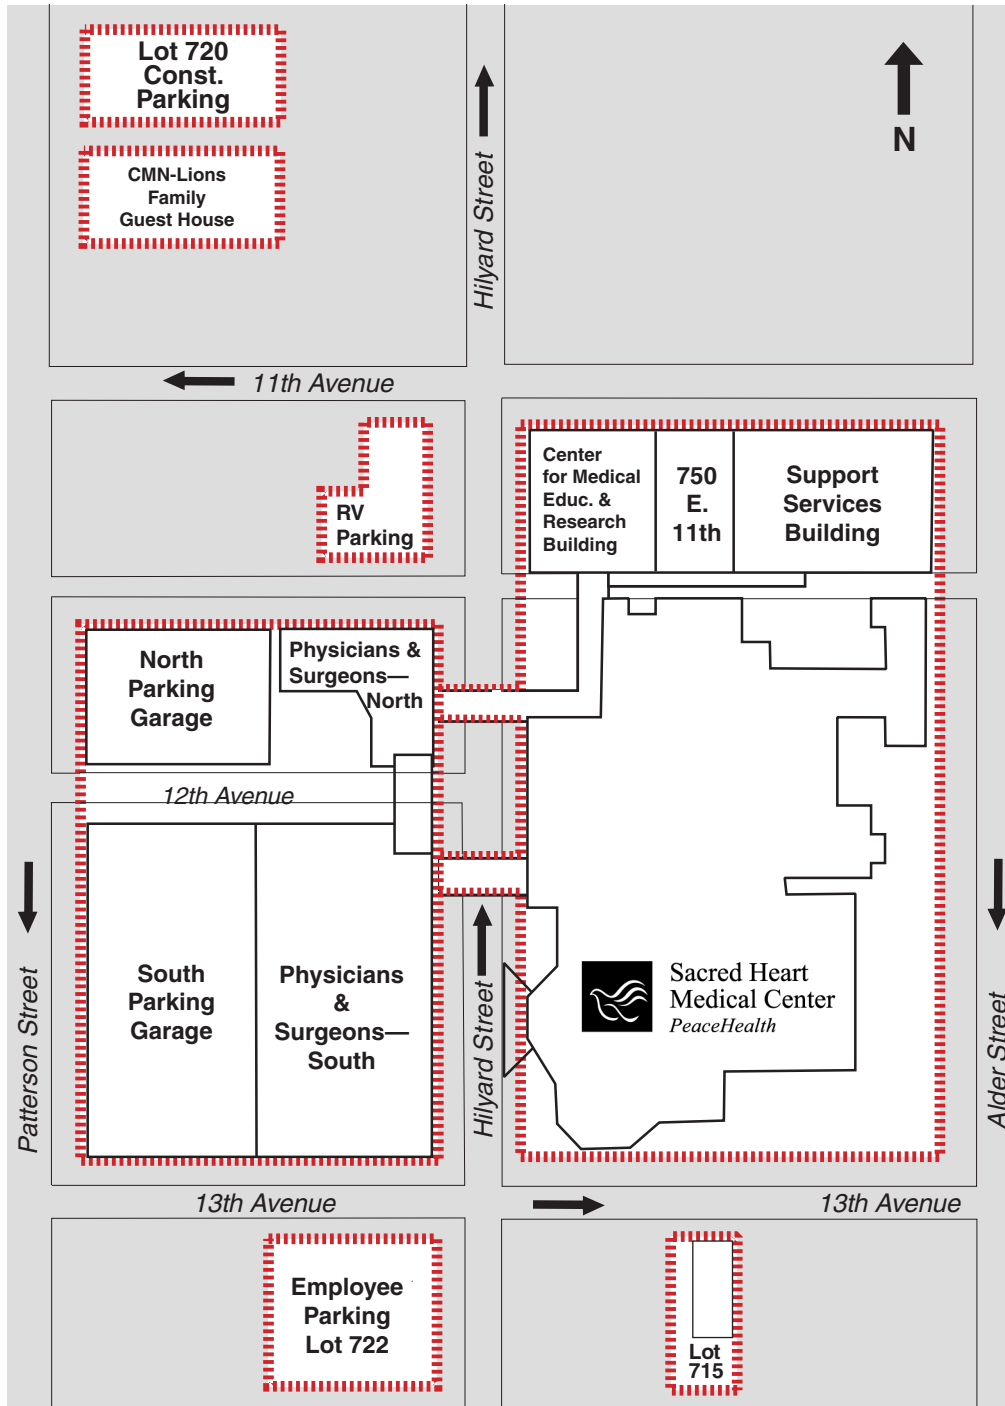 Lot 720
Const.
Parking
CMN-Lions
Family
Guest House
Hilyard Street
N
11th Avenue
RV
Parking
Center
for Medical
Educ. &
Research
Building
750
E.
11th
Support
Services
Building
North
Parking
Garage
Physicians &
Surgeons—
North
12th Avenue
South
Parking
Garage
Physicians
&
Surgeons—
South
Patterson Street
Hilyard Street
Sacred Heart
Medical Center
PeaceHealth
Alder Street
13th Avenue
13th Avenue
Employee
Parking
Lot 722
Lot
715